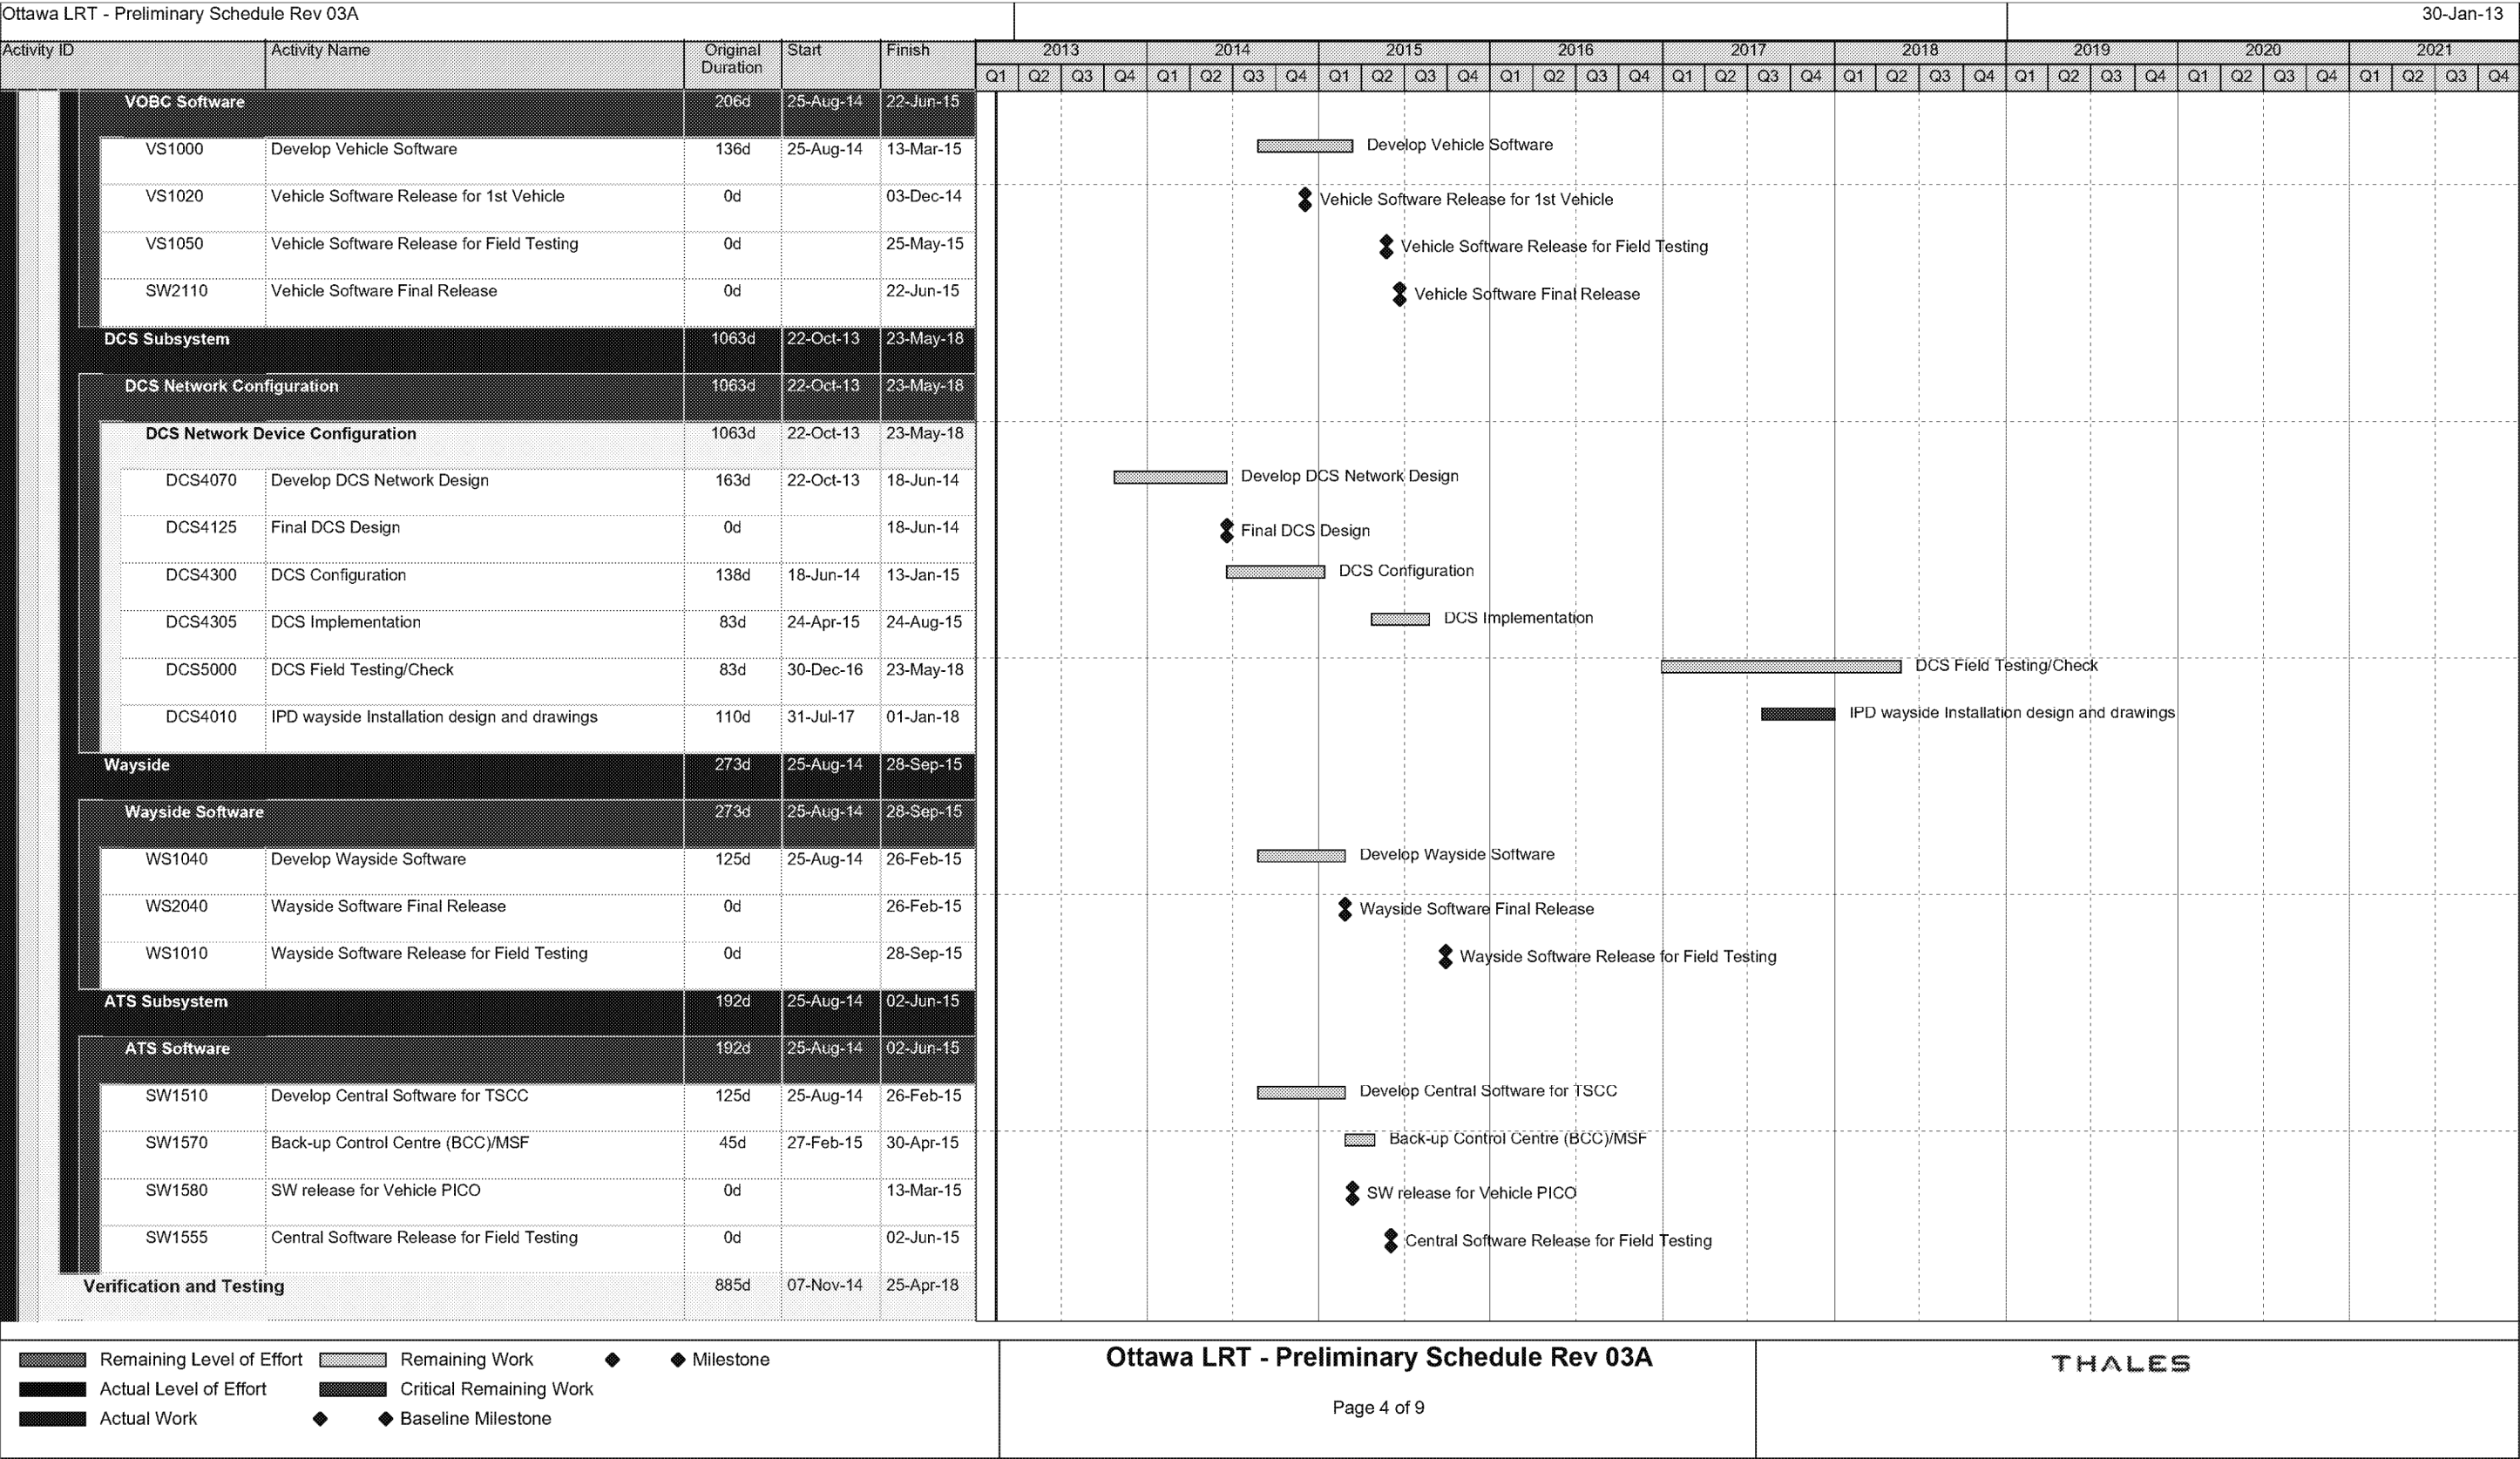 Ottawa LRT - Preliminary Schedule Rev 03A 30-Jan-13
Activity ID Activity Name Original Duration Start Finish 2013 2014 2015 2016 2017 2018 2019 2020 2021
Q1 Q2 Q3 Q4 Q1 Q2 Q3 Q4 Q1 Q2 Q3 Q4 Q1 Q2 Q3 Q4 Q1 Q2 Q3 Q4 Q1 Q2 Q3 Q4 Q1 Q2 Q3 Q4 Q1 Q2 Q3 Q4 Q1 Q2 Q3 Q4
VOBC Software 206d 25-Aug-14 22-Jun-15
VS1000 Develop Vehicle Software 136d 25-Aug-14 13-Mar-15 Develop Vehicle Software
VS1020 Vehicle Software Release for 1st Vehicle 0d 03-Dec-14 Vehicle Software Release for 1st Vehicle
VS1050 Vehicle Software Release for Field Testing 0d 25-May-15 Vehicle Software Release for Field Testing
SW2110 Vehicle Software Final Release 0d 22-Jun-15 Vehicle Software Final Release
DCS Subsystem 1063d 22-Oct-13 23-May-18
DCS Network Configuration 1063d 22-Oct-13 23-May-18
DCS Network Device Configuration 1063d 22-Oct-13 23-May-18
DCS4070 Develop DCS Network Design 163d 22-Oct-13 18-Jun-14 Develop DCS Network Design
DCS4125 Final DCS Design 0d 18-Jun-14 Final DCS Design
DCS4300 DCS Configuration 138d 18-Jun-14 13-Jan-15 DCS Configuration
DCS4305 DCS Implementation 83d 24-Apr-15 24-Aug-15 DCS Implementation
DCS5000 DCS Field Testing/Check 83d 30-Dec-16 23-May-18 DCS Field Testing/Check
DCS4010 IPD wayside Installation design and drawings 110d 31-Jul-17 01-Jan-18 IPD wayside Installation design and drawings
Wayside 273d 25-Aug-14 28-Sep-15
Wayside Software 273d 25-Aug-14 28-Sep-15
WS1040 Develop Wayside Software 125d 25-Aug-14 26-Feb-15 Develop Wayside Software
WS2040 Wayside Software Final Release 0d 26-Feb-15 Wayside Software Final Release
WS1010 Wayside Software Release for Field Testing 0d 28-Sep-15 Wayside Software Release for Field Testing
ATS Subsystem 192d 25-Aug-14 02-Jun-15
ATS Software 192d 25-Aug-14 02-Jun-15
SW1510 Develop Central Software for TSCC 125d 25-Aug-14 26-Feb-15 Develop Central Software for TSCC
SW1570 Back-up Control Centre (BCC)/MSF 45d 27-Feb-15 30-Apr-15 Back-up Control Centre (BCC)/MSF
SW1580 SW release for Vehicle PICO 0d 13-Mar-15 SW release for Vehicle PICO
SW1555 Central Software Release for Field Testing 0d 02-Jun-15 Central Software Release for Field Testing
Verification and Testing 885d 07-Nov-14 25-Apr-18
Remaining Level of Effort Remaining Work Milestone
Actual Level of Effort Critical Remaining Work
Actual Work Baseline Milestone
Ottawa LRT - Preliminary Schedule Rev 03A
Page 4 of 9
THALES